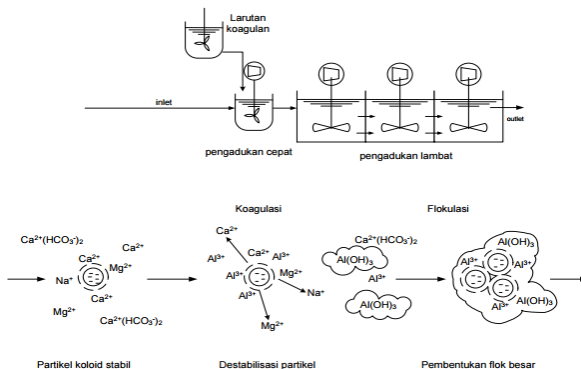 Larutan
koagulan
inlet
outlet
pengadukan cepat
pengadukan lambat
Koagulasi
Flokulasi
Ca²⁺(HCO₃⁻)₂
Ca²⁺
Ca²⁺
Mg²⁺
Na⁺
Ca²⁺
Mg²⁺
Ca²⁺(HCO₃⁻)₂
Ca²⁺
Al³⁺
Ca²⁺
Al³⁺
Al³⁺
Mg²⁺
Al³⁺
Na⁺
Mg²⁺
Ca²⁺(HCO₃⁻)₂
Al(OH)₃
Al³⁺
Al(OH)₃
Al(OH)₃
Al³⁺
Al³⁺
Al(OH)₃
Al³⁺
Partikel koloid stabil
Destabilisasi partikel
Pembentukan flok besar